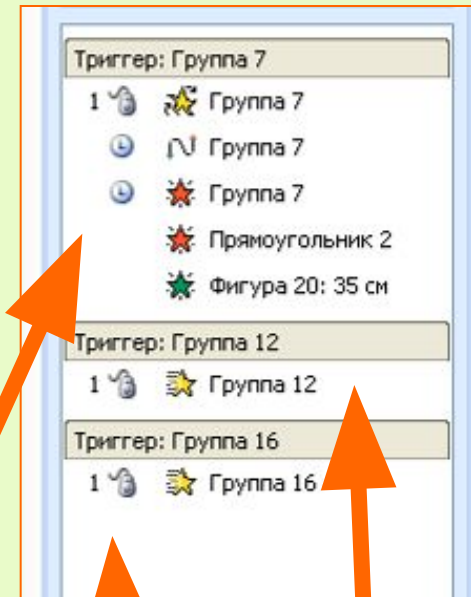 Триггер: Группа 7
1 Группа 7
Группа 7
Группа 7
Прямоугольник 2
Фигура 20: 35 см
Триггер: Группа 12
1 Группа 12
Триггер: Группа 16
1 Группа 16